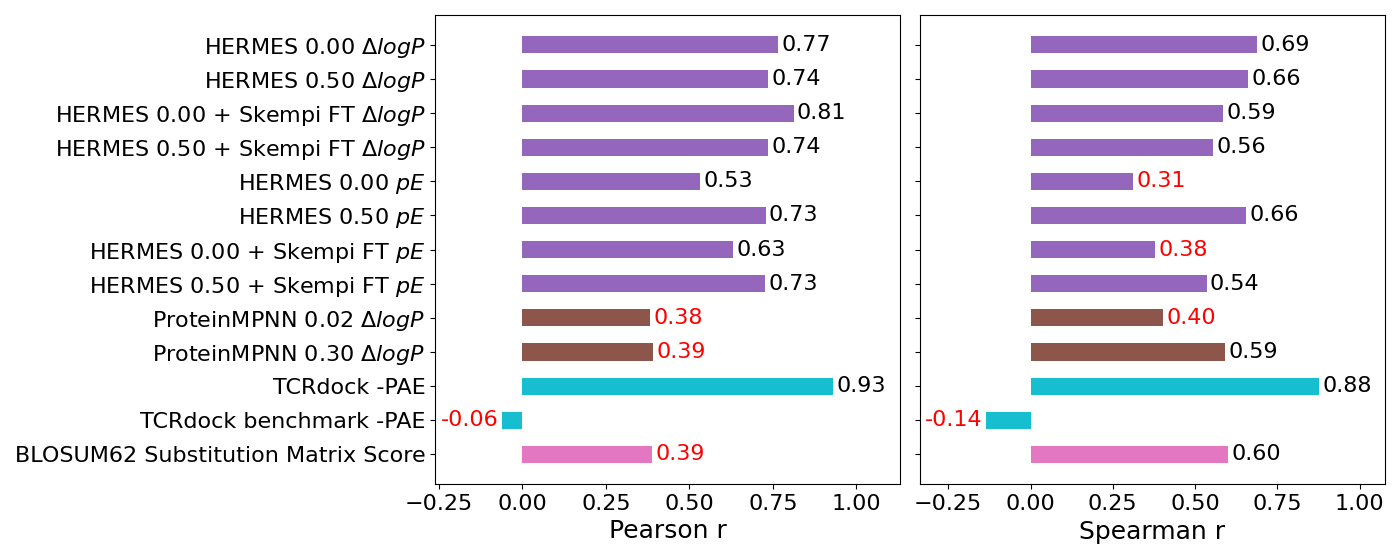 HERMES 0.00 ΔlogP 0.77 0.69
HERMES 0.50 ΔlogP 0.74 0.66
HERMES 0.00 + Skempi FT ΔlogP 0.81 0.59
HERMES 0.50 + Skempi FT ΔlogP 0.74 0.56
HERMES 0.00 pE 0.53 0.31
HERMES 0.50 pE 0.73 0.66
HERMES 0.00 + Skempi FT pE 0.63 0.38
HERMES 0.50 + Skempi FT pE 0.73 0.54
ProteinMPNN 0.02 ΔlogP 0.38 0.40
ProteinMPNN 0.30 ΔlogP 0.39 0.59
TCRdock -PAE 0.93 0.88
TCRdock benchmark -PAE -0.06 -0.14
BLOSUM62 Substitution Matrix Score 0.39 0.60
−0.25 0.00 0.25 0.50 0.75 1.00 −0.25 0.00 0.25 0.50 0.75 1.00
Pearson r Spearman r